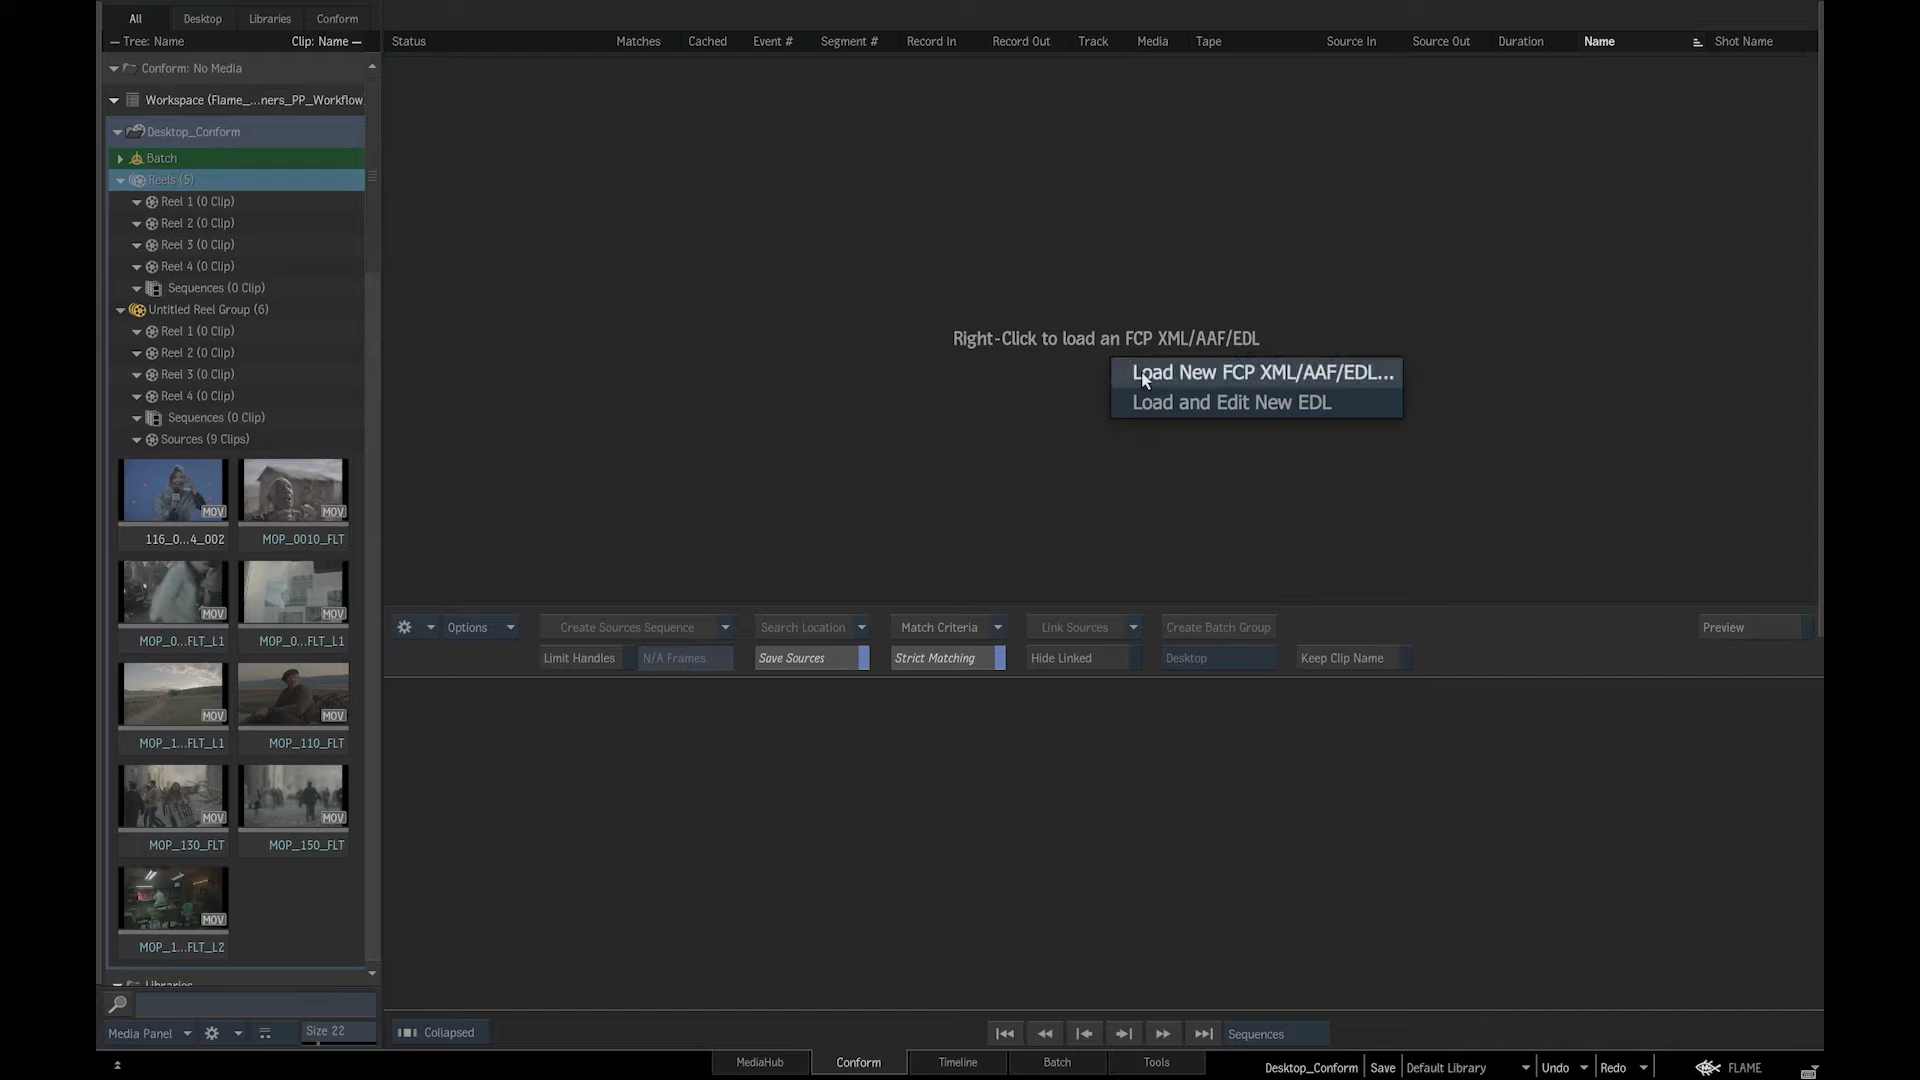 All Desktop Libraries Conform
Tree: Name Clip: Name
Status Matches Cached Event # Segment # Record In Record Out Track Media Tape Source In Source Out Duration Name Shot Name
Conform: No Media
Workspace (Flame_...ners_PP_Workflow
Desktop_Conform
Batch
Reels (5)
Reel 1 (0 Clip)
Reel 2 (0 Clip)
Reel 3 (0 Clip)
Reel 4 (0 Clip)
Sequences (0 Clip)
Untitled Reel Group (6)
Reel 1 (0 Clip)
Reel 2 (0 Clip)
Reel 3 (0 Clip)
Reel 4 (0 Clip)
Sequences (0 Clip)
Sources (9 Clips)
MOV MOV
116_0...4_002 MOP_0010_FLT
MOV MOV
MOP_0...FLT_L1 MOP_0...FLT_L1
MOV MOV
MOP_1...FLT_L1 MOP_110_FLT
MOV MOV
MOP_130_FLT MOP_150_FLT
MOV
MOP_1...FLT_L2
Libraries
Media Panel Size 22
Right-Click to load an FCP XML/AAF/EDL
Load New FCP XML/AAF/EDL...
Load and Edit New EDL
Options Create Sources Sequence Search Location Match Criteria Link Sources Create Batch Group Preview
Limit Handles N/A Frames Save Sources Strict Matching Hide Linked Desktop Keep Clip Name
Collapsed Sequences
MediaHub Conform Timeline Batch Tools
Desktop_Conform Save Default Library Undo Redo FLAME